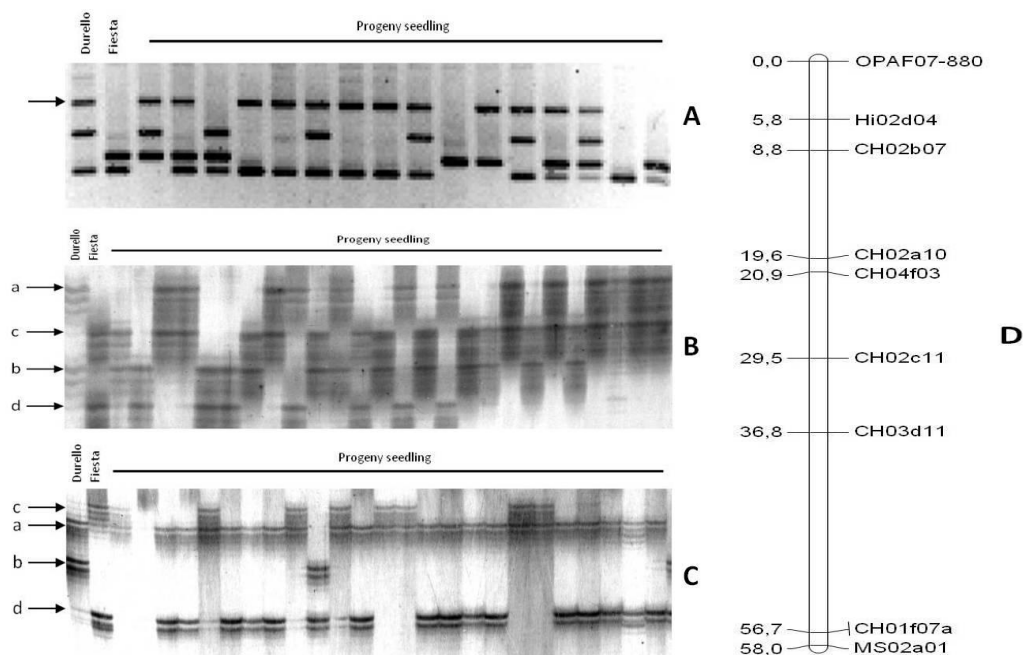 Durello
Fiesta
Progeny seedling
A
Durello
Fiesta
Progeny seedling
a
c
b
d
B
Durello
Fiesta
Progeny seedling
c
a
b
d
C
0,0 OPAF07-880
5,8 Hi02d04
8,8 CH02b07
19,6 CH02a10
20,9 CH04f03
29,5 CH02c11
36,8 CH03d11
56,7 CH01f07a
58,0 MS02a01
D